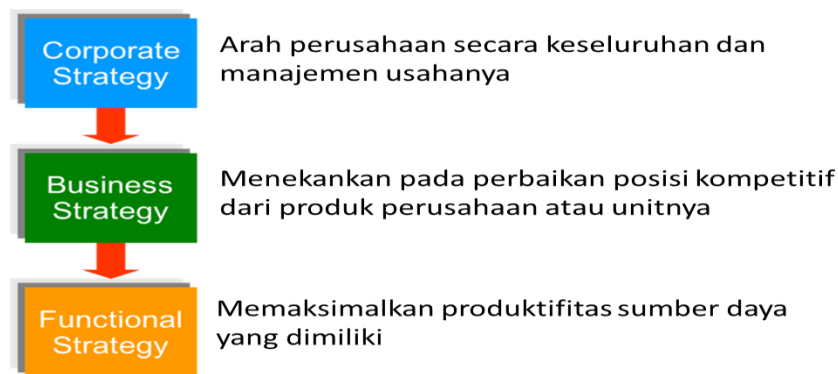 Corporate
Strategy
Arah perusahaan secara keseluruhan dan
manajemen usahanya
Business
Strategy
Menekankan pada perbaikan posisi kompetitif
dari produk perusahaan atau unitnya
Functional
Strategy
Memaksimalkan produktifitas sumber daya
yang dimiliki